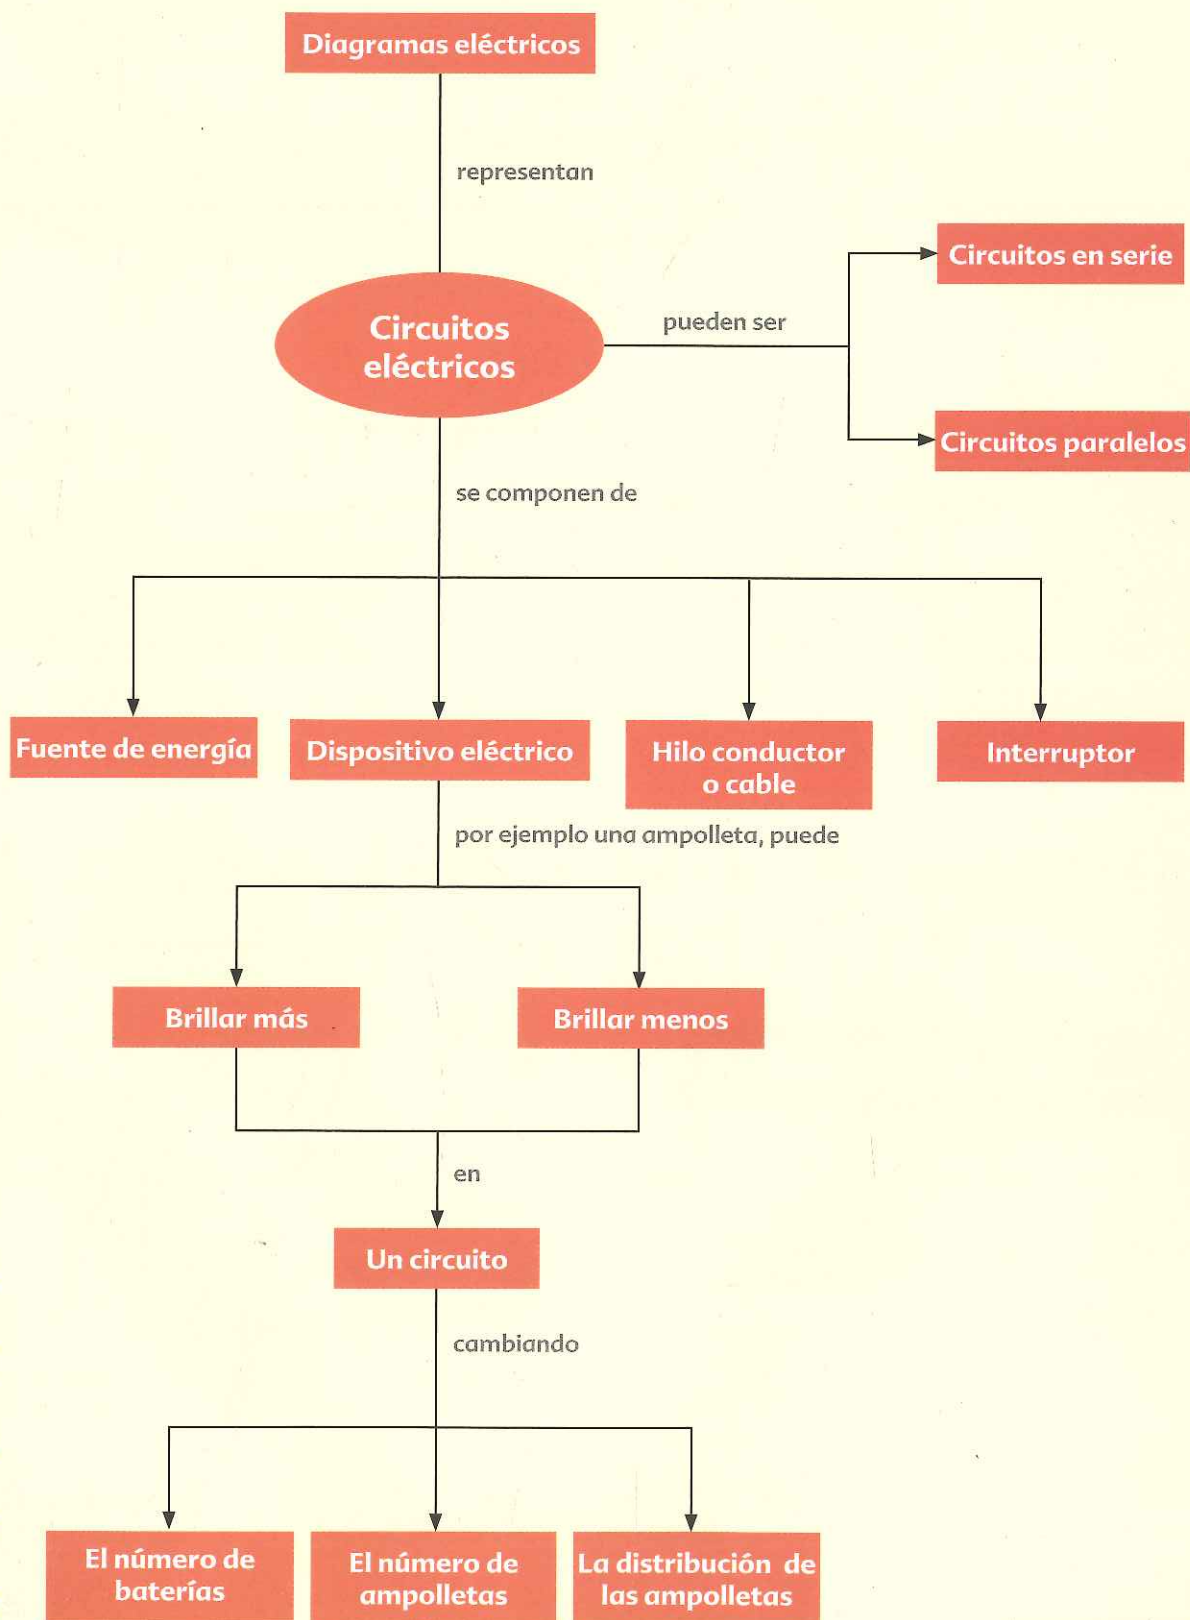 Diagramas eléctricos
representan
Circuitos
eléctricos
pueden ser
Circuitos en serie
Circuitos paralelos
se componen de
Fuente de energía
Dispositivo eléctrico
Hilo conductor
o cable
Interruptor
por ejemplo una ampolleta, puede
Brillar más
Brillar menos
en
Un circuito
cambiando
El número de
baterías
El número de
ampolletas
La distribución de
las ampolletas